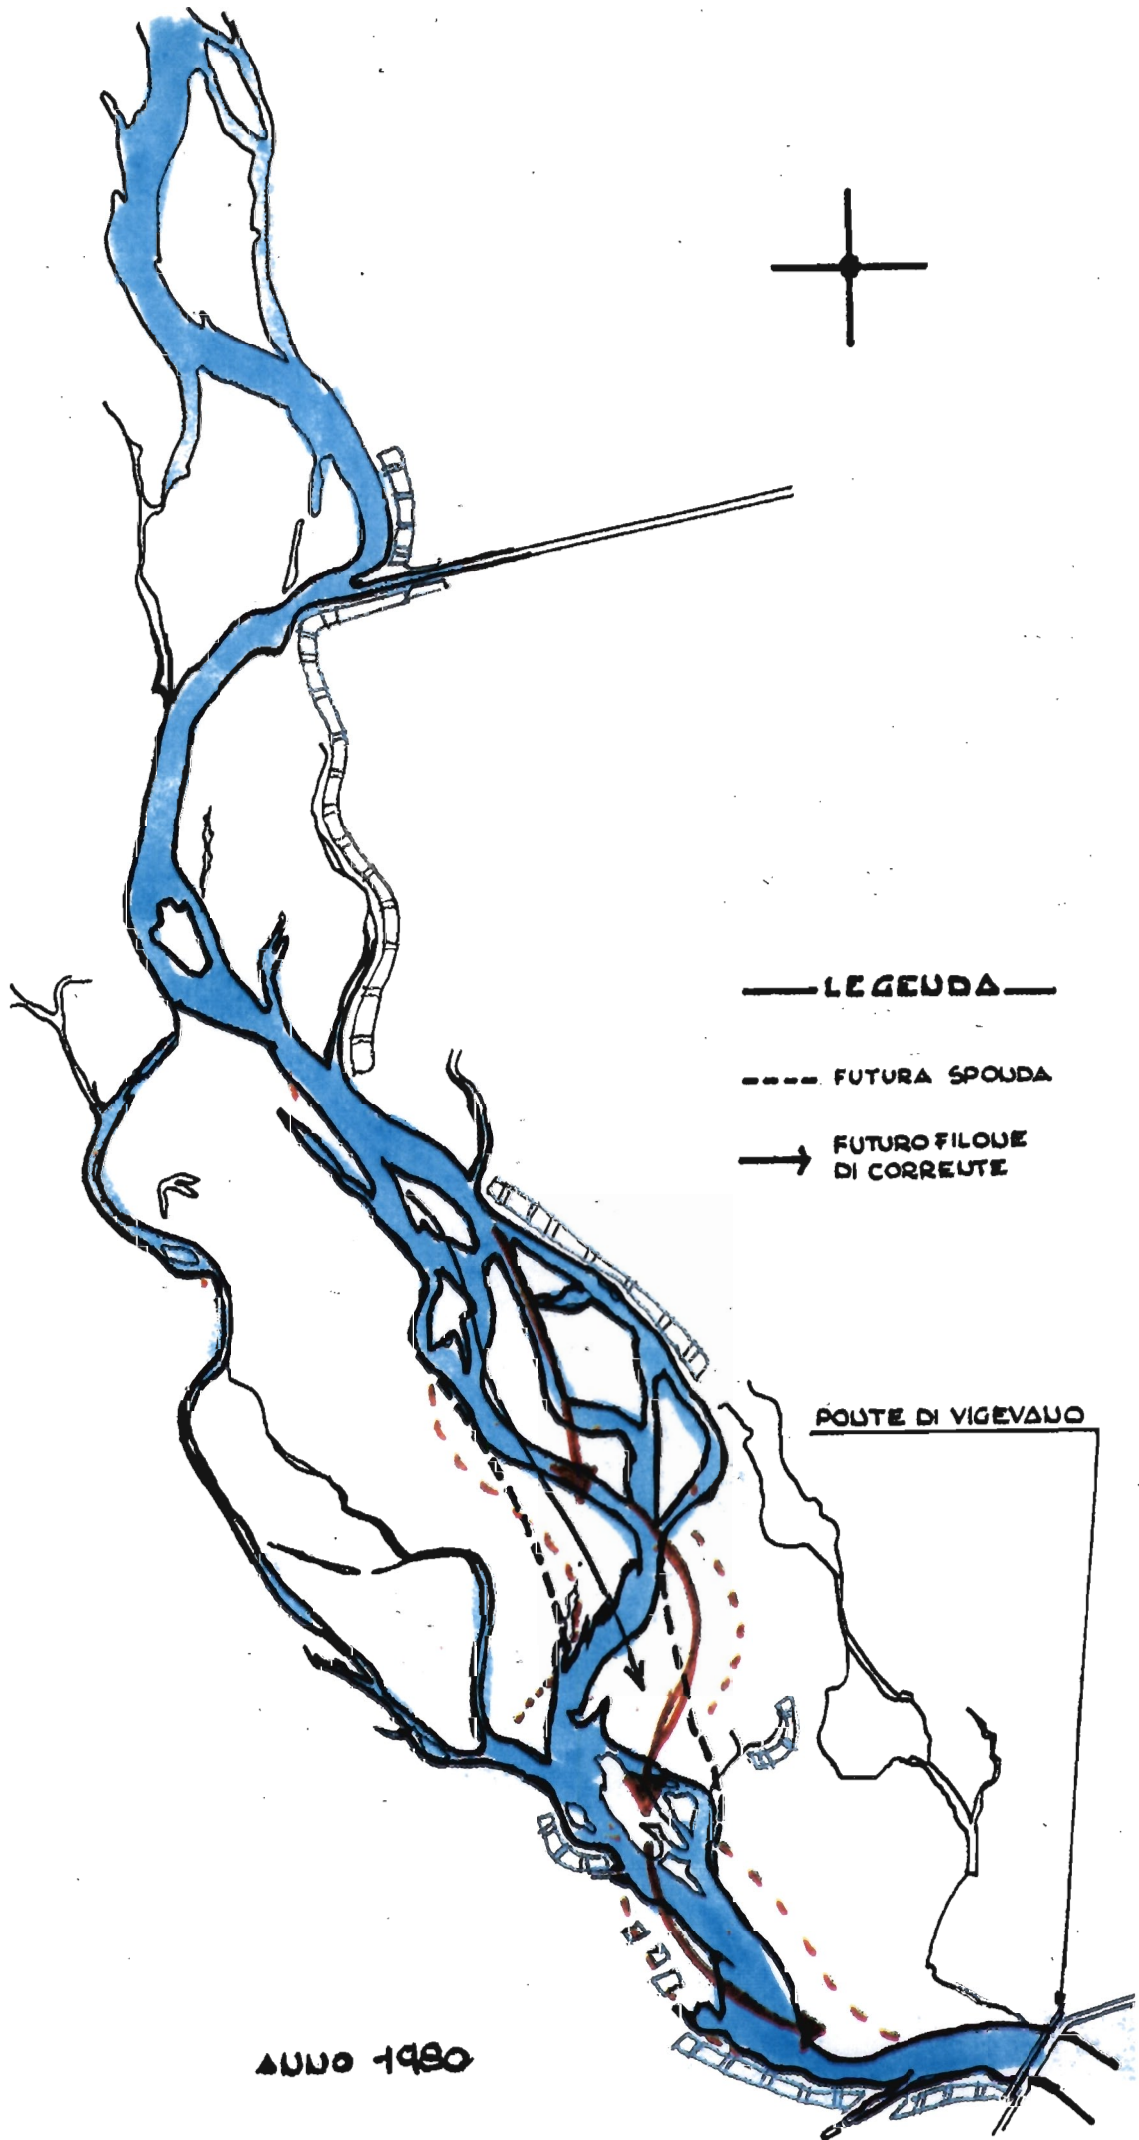 LEGENDA
FUTURA SPONDA
FUTURO FILONE
DI CORRENTE
PONTE DI VIGEVANO
ANNO 1980